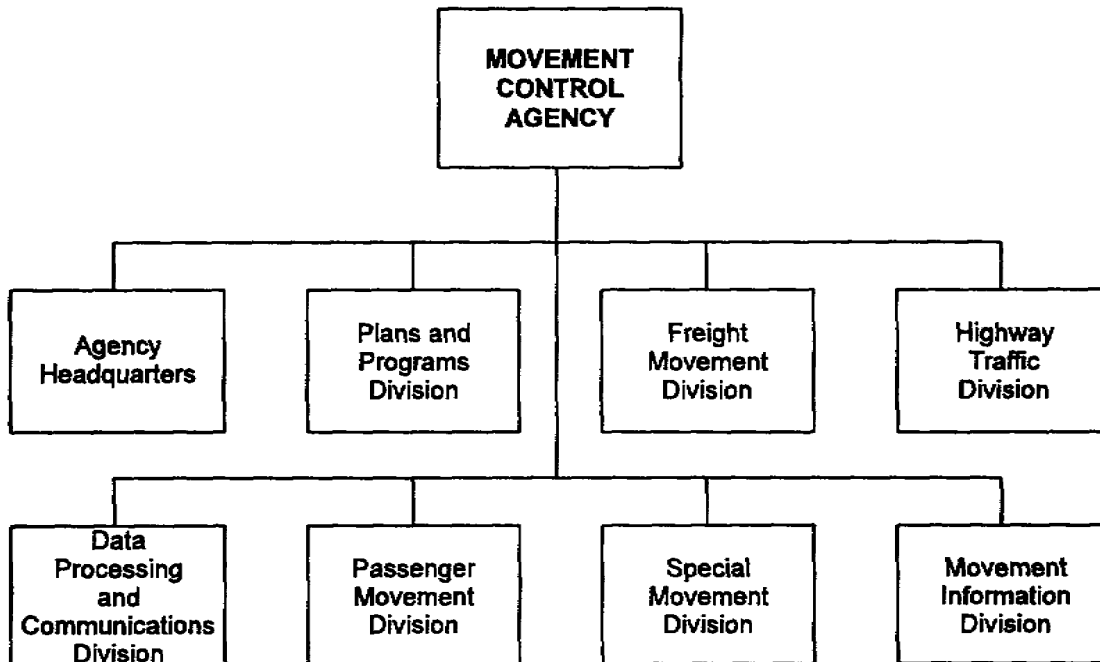 MOVEMENT
CONTROL
AGENCY
Agency
Headquarters
Plans and
Programs
Division
Freight
Movement
Division
Highway
Traffic
Division
Data
Processing
and
Communications
Division
Passenger
Movement
Division
Special
Movement
Division
Movement
Information
Division